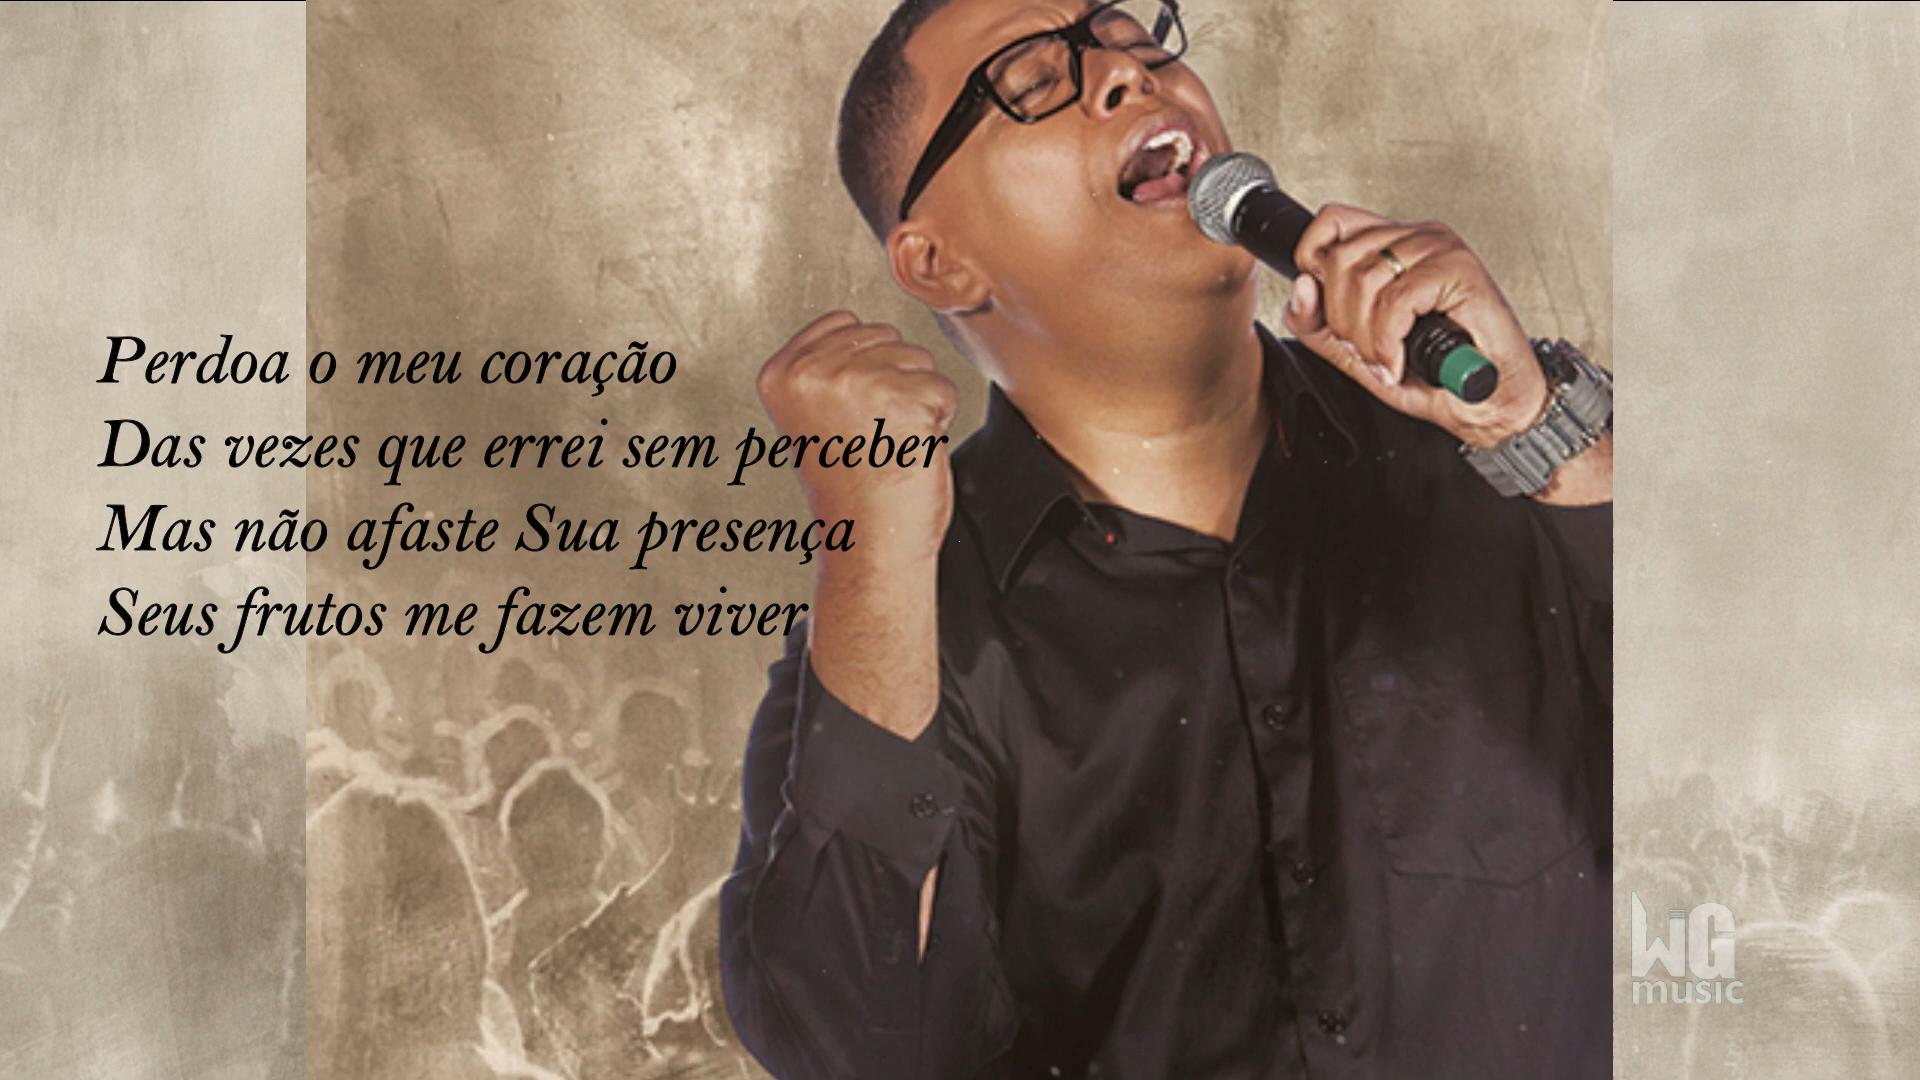 Perdoa o meu coração
Das vezes que errei sem perceber
Mas não afaste Sua presença
Seus frutos me fazem viver
WG
music